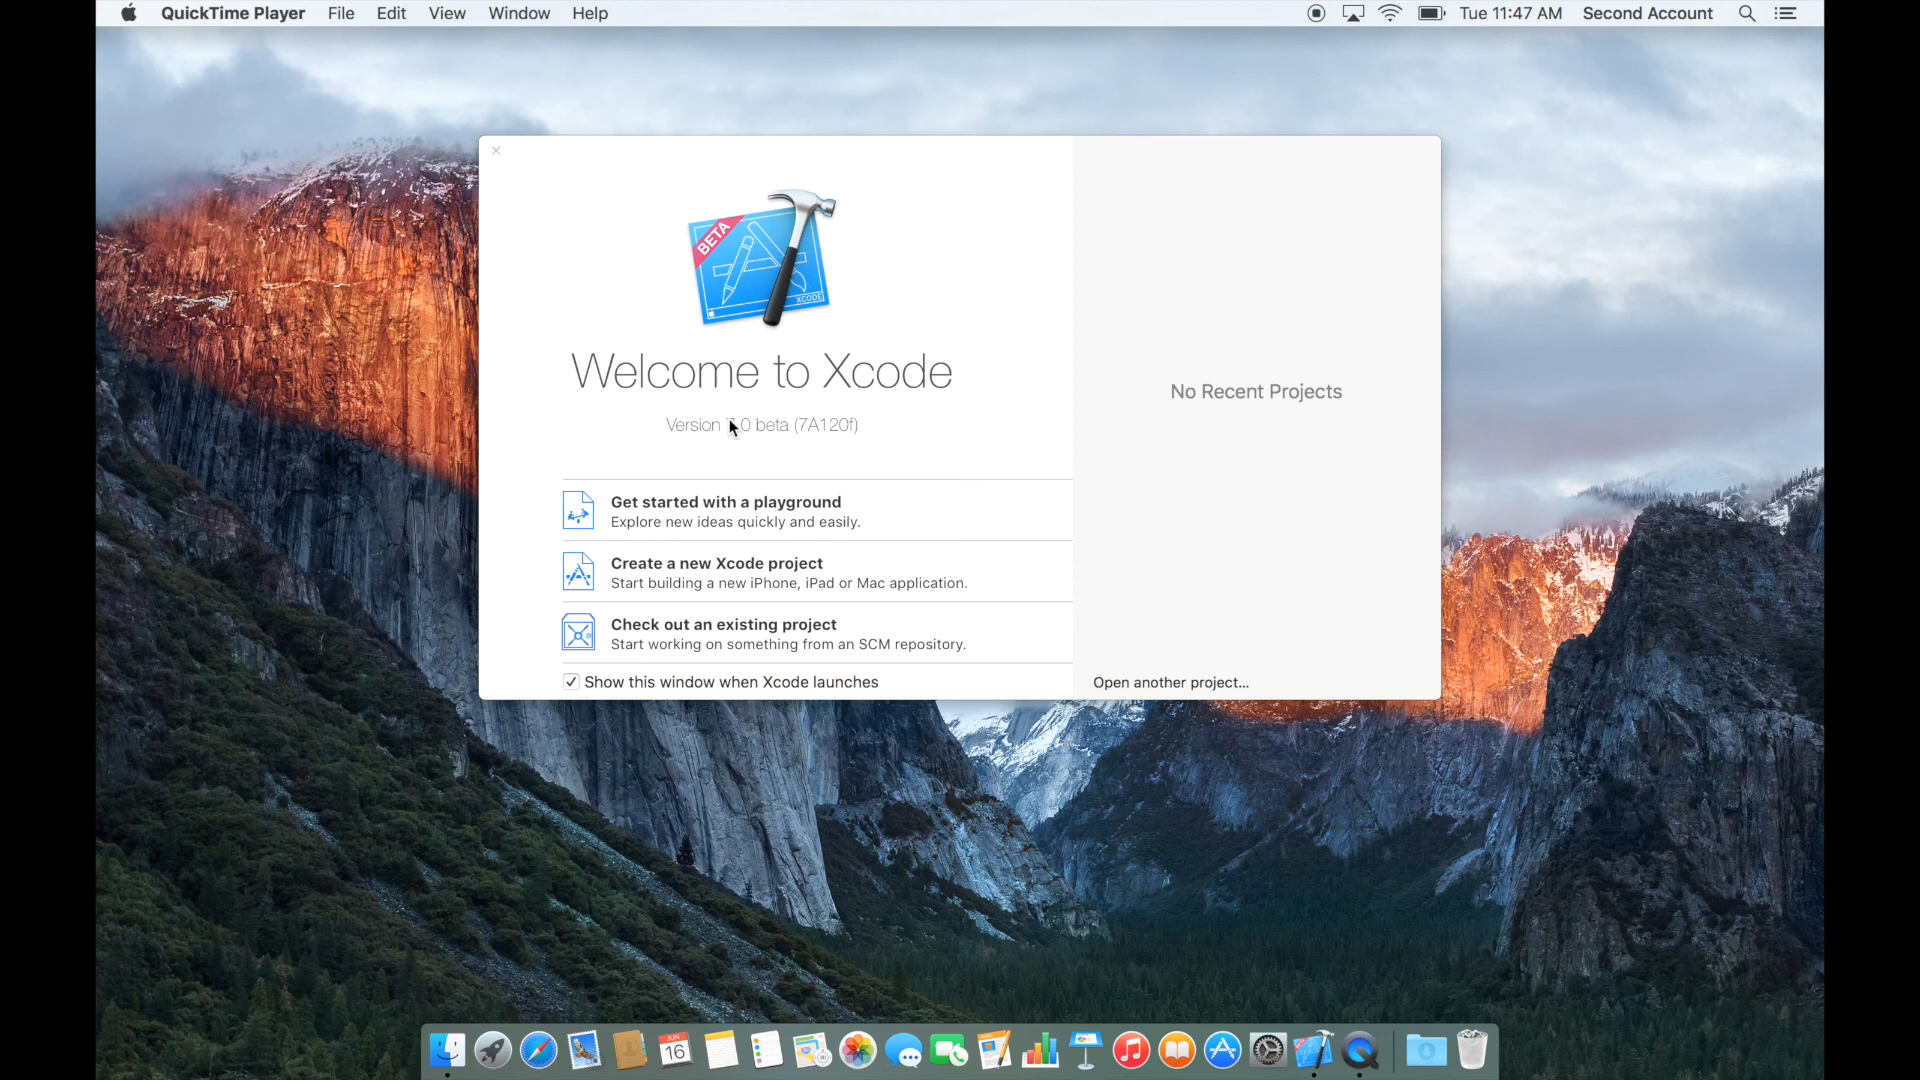 QuickTime Player File Edit View Window Help Tue 11:47 AM Second Account
BETA
XCODE
Welcome to Xcode
Version .0 beta (7A120f)
No Recent Projects
Get started with a playground
Explore new ideas quickly and easily.
Create a new Xcode project
Start building a new iPhone, iPad or Mac application.
Check out an existing project
Start working on something from an SCM repository.
Show this window when Xcode launches
Open another project...
JUN
16